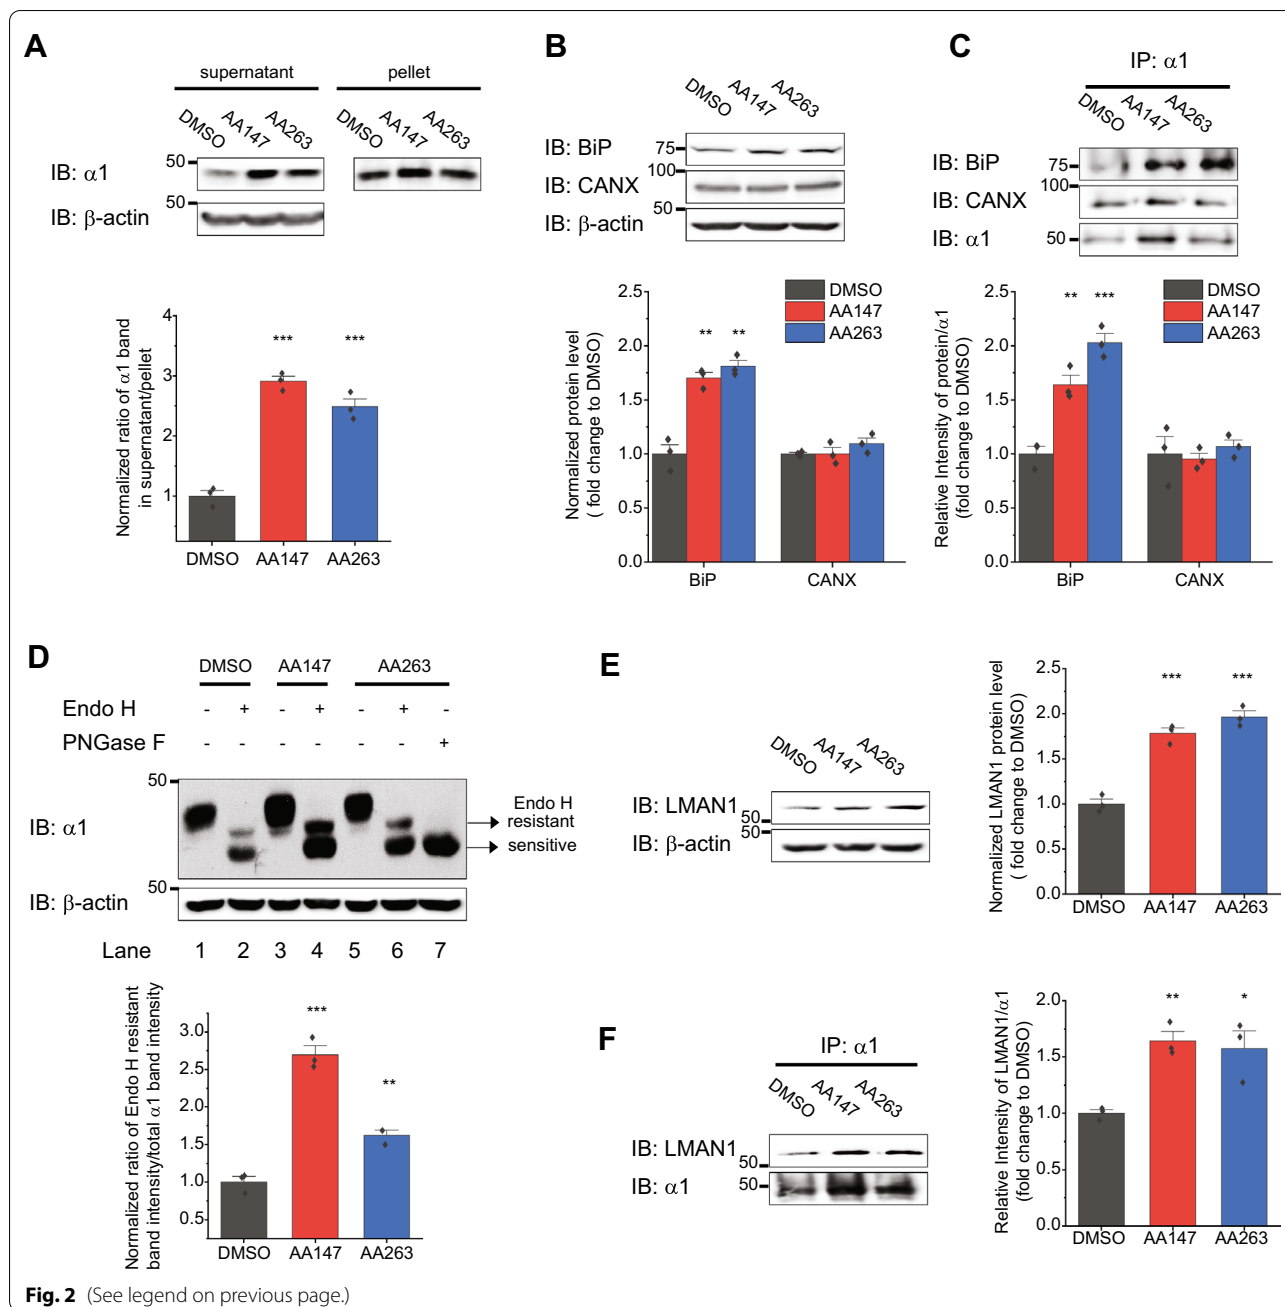 A
supernatant pellet
DMSO AA147 AA263 DMSO AA147 AA263
IB: α1 50
IB: β-actin 50
Normalized ratio of α1 band
in supernatant/pellet
4
3
2
1
*** ***
DMSO AA147 AA263
B
DMSO AA147 AA263
IB: BiP 75
IB: CANX 100
IB: β-actin 50
Normalized protein level
( fold change to DMSO)
2.5
2.0
1.5
1.0
0.5
0.0
** **
DMSO
AA147
AA263
BiP CANX
C
IP: α1
DMSO AA147 AA263
IB: BiP 75
IB: CANX 100
IB: α1 50
Relative Intensity of protein/α1
(fold change to DMSO)
2.5
2.0
1.5
1.0
0.5
0.0
** ***
DMSO
AA147
AA263
BiP CANX
D
DMSO AA147 AA263
Endo H - + - + - + -
PNGase F - - - - - - +
50
IB: α1
Endo H
resistant
sensitive
50
IB: β-actin
Lane 1 2 3 4 5 6 7
Normalized ratio of Endo H resistant
band intensity/total α1 band intensity
3.0
2.5
2.0
1.5
1.0
0.5
*** **
DMSO AA147 AA263
E
DMSO AA147 AA263
IB: LMAN1 50
IB: β-actin 50
Normalized LMAN1 protein level
( fold change to DMSO)
2.5
2.0
1.5
1.0
0.5
0.0
*** ***
DMSO AA147 AA263
F
IP: α1
DMSO AA147 AA263
IB: LMAN1 50
IB: α1 50
Relative Intensity of LMAN1/α1
(fold change to DMSO)
2.0
1.5
1.0
0.5
0.0
** *
DMSO AA147 AA263
Fig. 2 (See legend on previous page.)